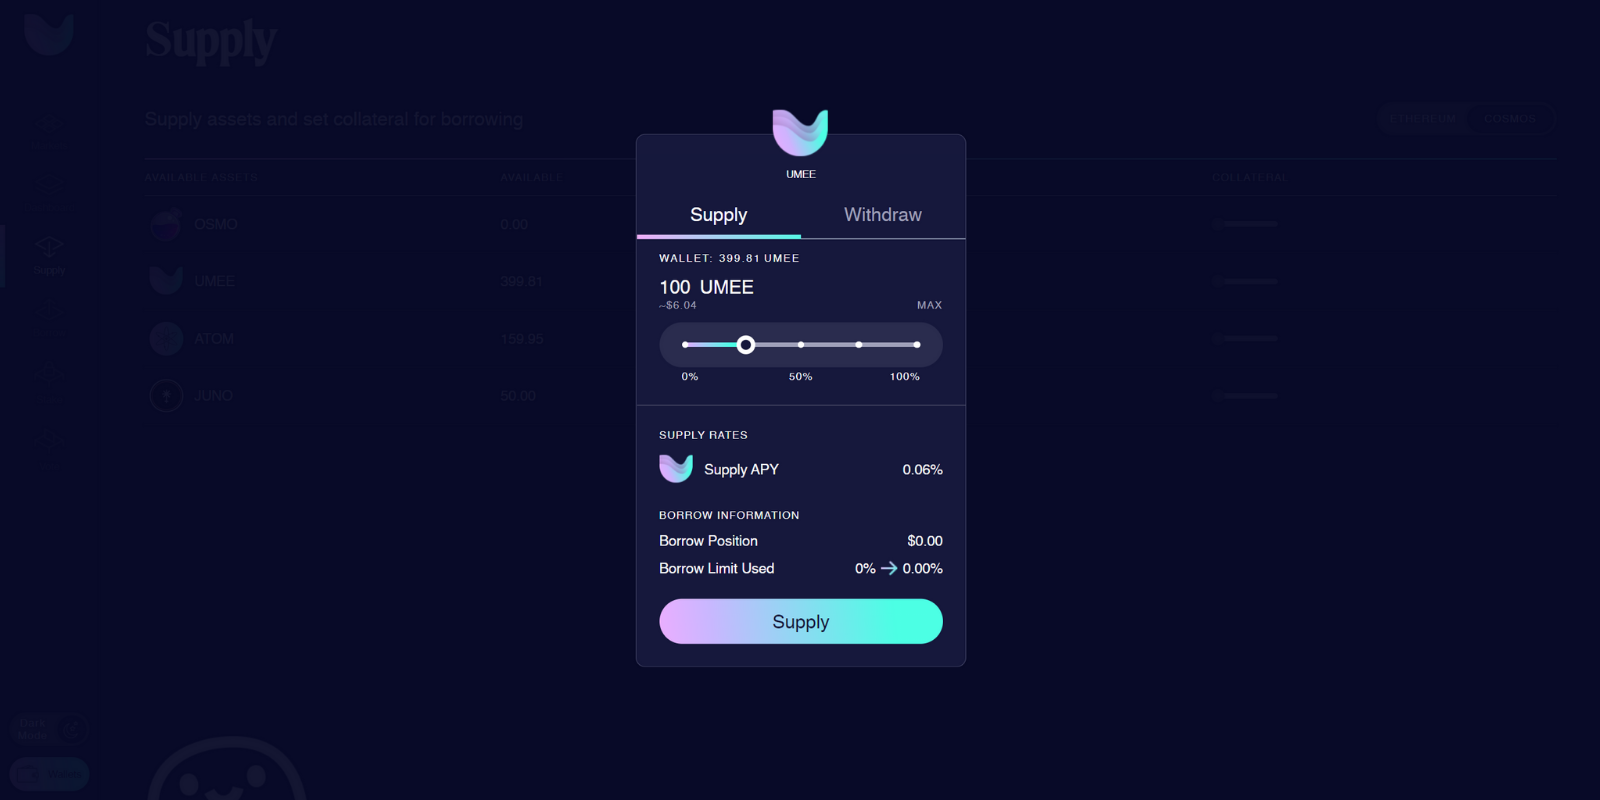 Supply
Supply assets and set collateral for borrowing
ETHEREUM COSMOS
AVAILABLE ASSETS AVAILABLE COLLATERAL
OSMO 0.00
Supply
UMEE 399.81
ATOM 159.95
JUNO 50.00
UMEE
Supply Withdraw
WALLET: 399.81 UMEE
100 UMEE
~$6.04 MAX
0% 50% 100%
SUPPLY RATES
Supply APY 0.06%
BORROW INFORMATION
Borrow Position $0.00
Borrow Limit Used 0% → 0.00%
Supply
Mode